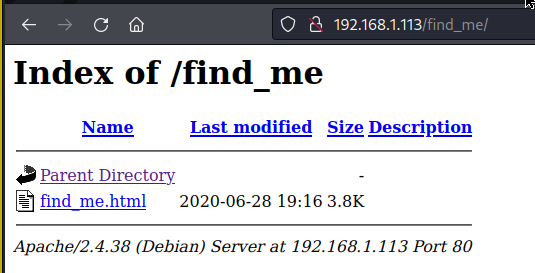 192.168.1.113/find_me/
Index of /find_me
Name Last modified Size Description
Parent Directory -
find_me.html 2020-06-28 19:16 3.8K
Apache/2.4.38 (Debian) Server at 192.168.1.113 Port 80